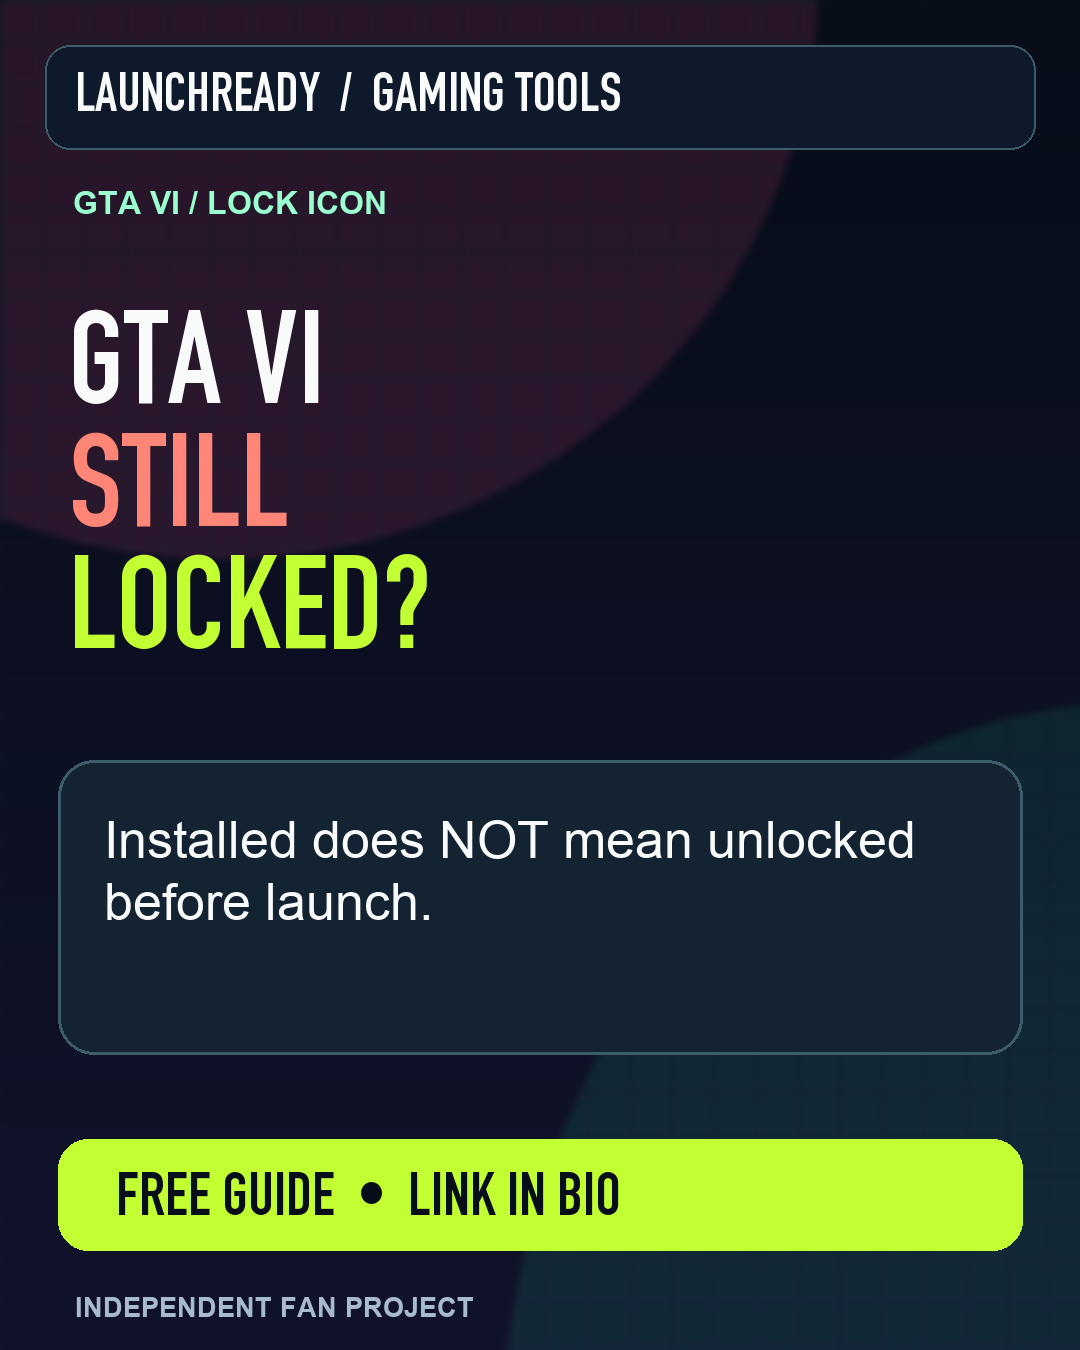 LAUNCHREADY / GAMING TOOLS
GTA VI / LOCK ICON
GTA VI
STILL
LOCKED?
Installed does NOT mean unlocked
before launch.
FREE GUIDE • LINK IN BIO
INDEPENDENT FAN PROJECT